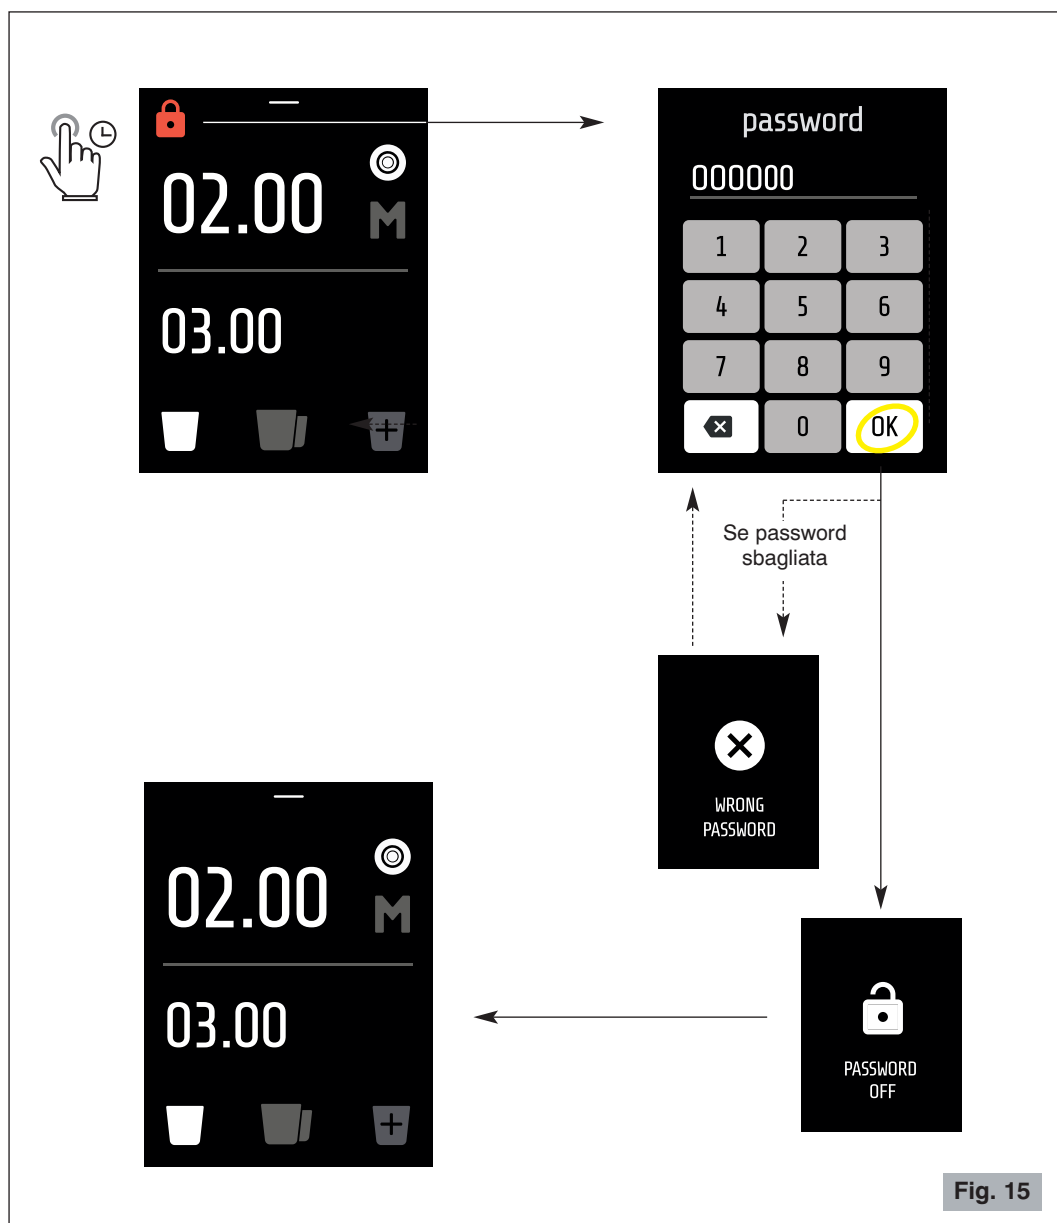 02.00
M
03.00
password
000000
1 2 3
4 5 6
7 8 9
0 OK
Se password
sbagliata
WRONG
PASSWORD
02.00
M
03.00
PASSWORD
OFF
Fig. 15